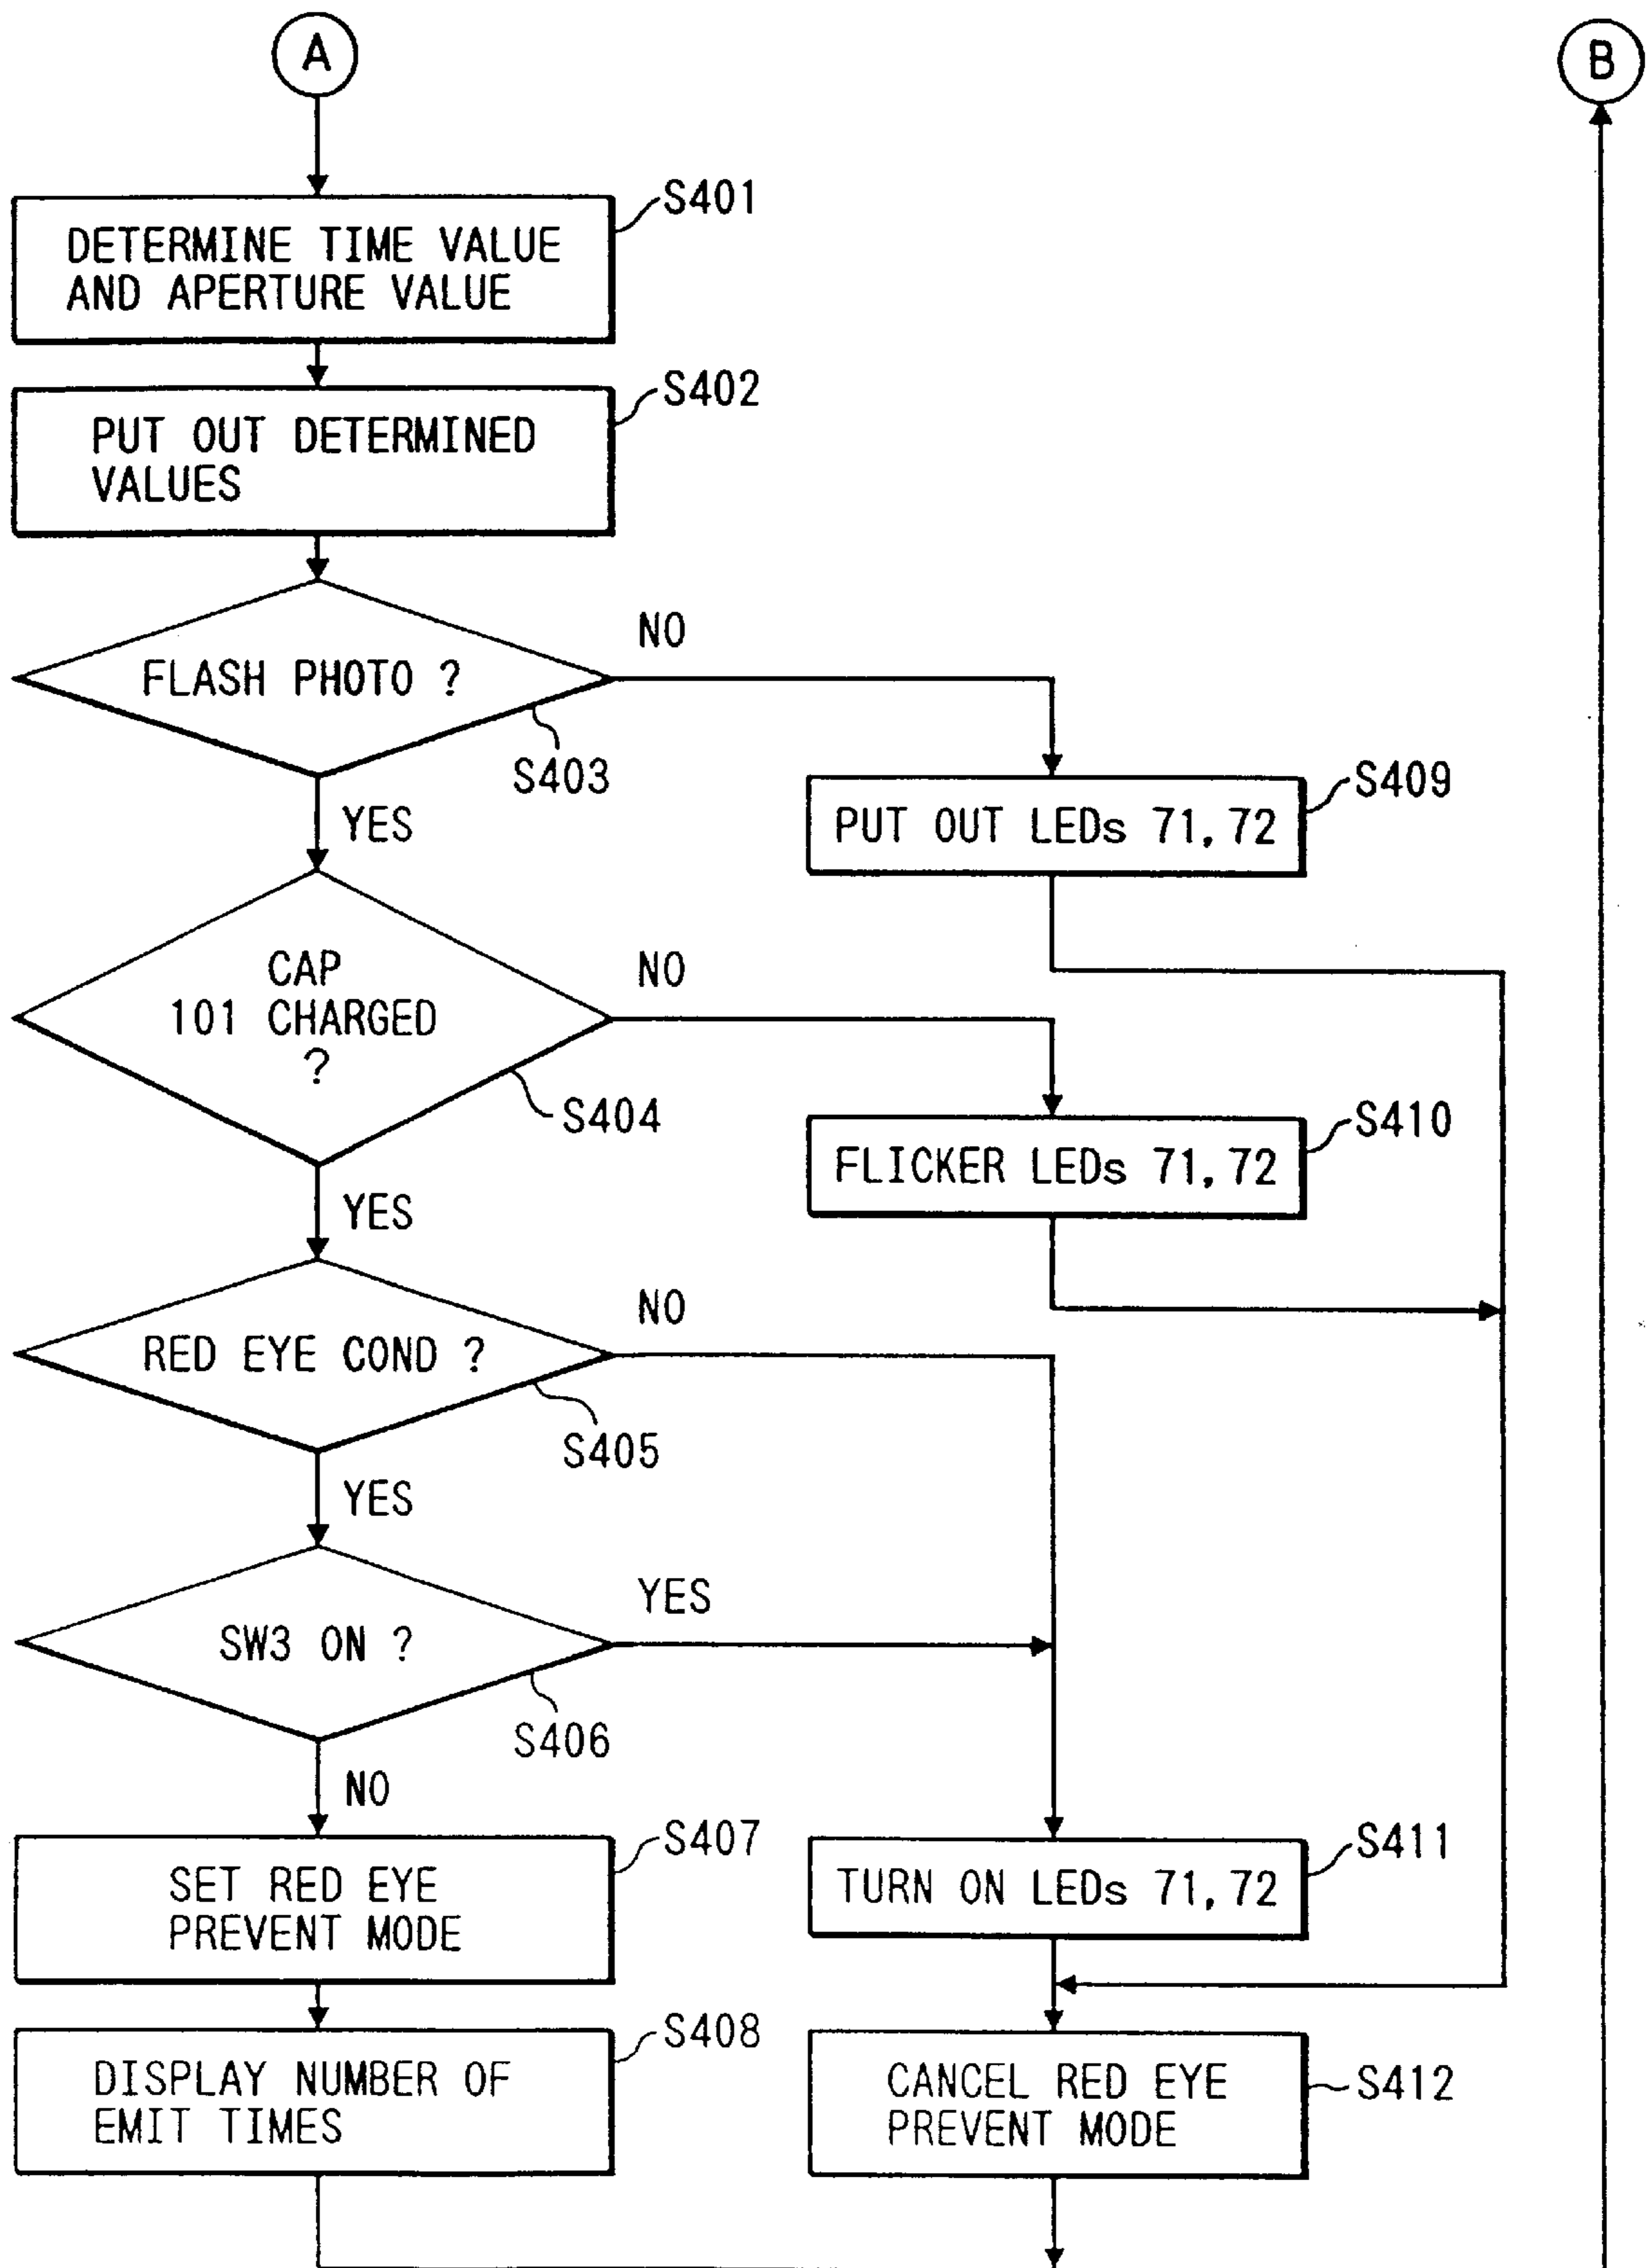 A
B
S401
DETERMINE TIME VALUE
AND APERTURE VALUE
S402
PUT OUT DETERMINED
VALUES
FLASH PHOTO ?
NO
S403
YES
S409
PUT OUT LEDs 71, 72
CAP
101 CHARGED
?
NO
S404
YES
S410
FLICKER LEDs 71, 72
RED EYE COND ?
NO
S405
YES
SW3 ON ?
YES
S406
NO
S407
SET RED EYE
PREVENT MODE
S411
TURN ON LEDs 71, 72
S408
DISPLAY NUMBER OF
EMIT TIMES
S412
CANCEL RED EYE
PREVENT MODE